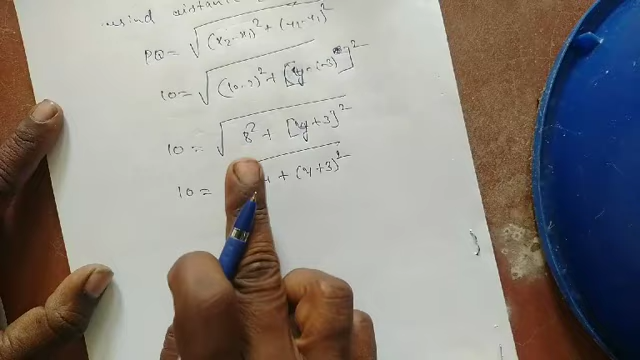 using distance
PQ = √(x₂-x₁)² + (y₂-y₁)²
10 = √(10-2)² + [y-(-3)]²
10 = √8² + [y+3]²
10 = + (y+3)²